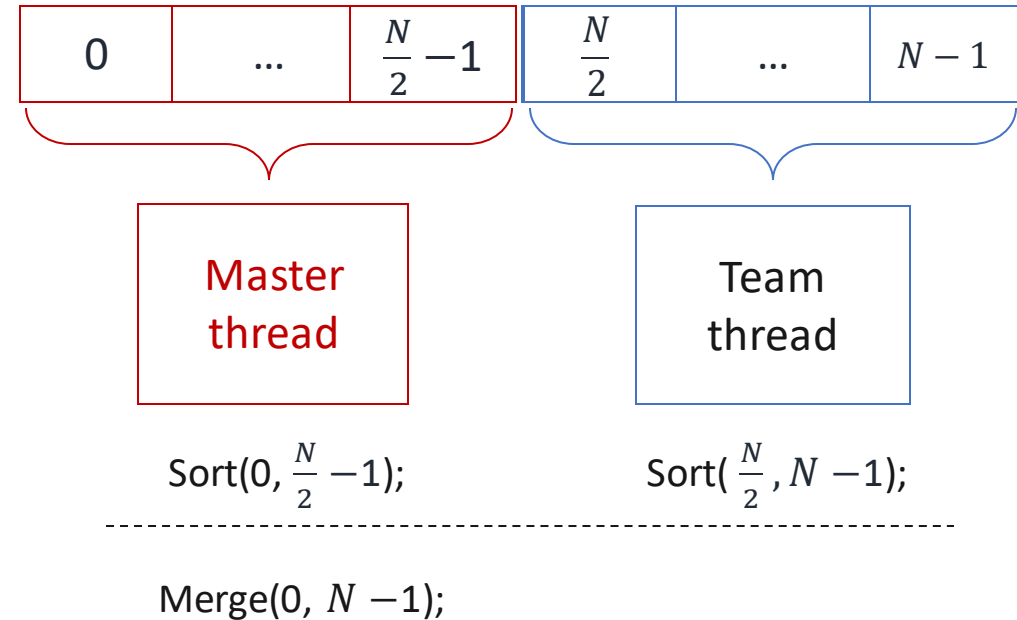 0 ... N/2 −1 N/2 ... N − 1
Master Team
thread thread
Sort(0, N/2 −1); Sort( N/2 , N −1);
Merge(0, N −1);